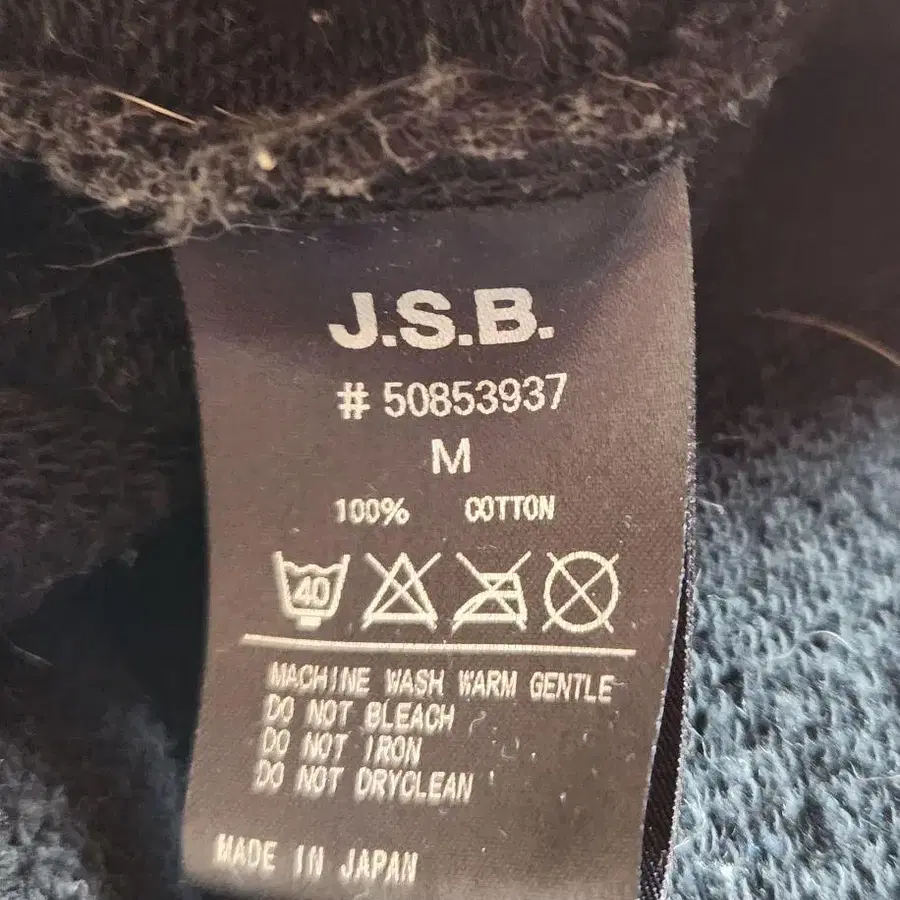 J.S.B.
# 50853937
M
100% COTTON
40
MACHINE WASH WARM GENTLE
DO NOT BLEACH
DO NOT IRON
DO NOT DRYCLEAN
MADE IN JAPAN